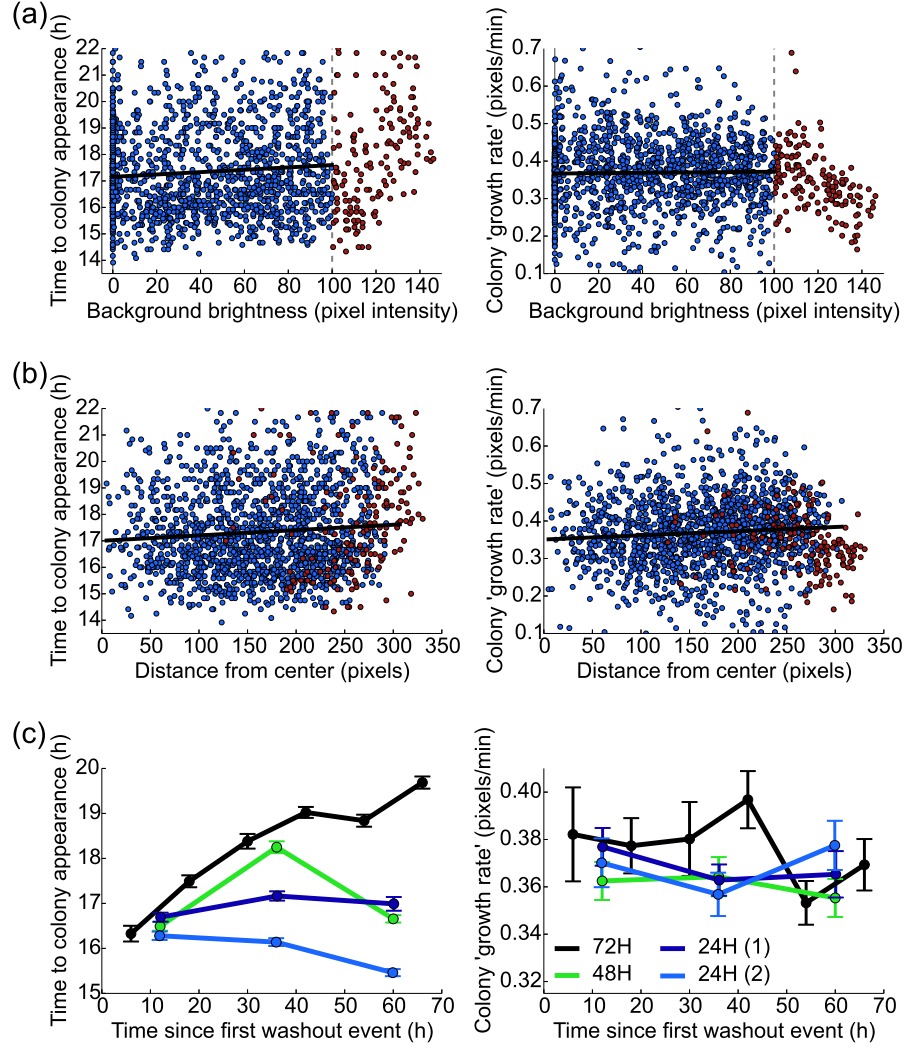 (a)
Time to colony appearance (h)
22
21
20
19
18
17
16
15
14
0 20 40 60 80 100 120 140
Background brightness (pixel intensity)
Colony 'growth rate' (pixels/min)
0.7
0.6
0.5
0.4
0.3
0.2
0.1
0 20 40 60 80 100 120 140
Background brightness (pixel intensity)
(b)
Time to colony appearance (h)
22
21
20
19
18
17
16
15
14
0 50 100 150 200 250 300 350
Distance from center (pixels)
Colony 'growth rate' (pixels/min)
0.7
0.6
0.5
0.4
0.3
0.2
0.1
0 50 100 150 200 250 300 350
Distance from center (pixels)
(c)
Time to colony appearance (h)
20
19
18
17
16
15
0 10 20 30 40 50 60 70
Time since first washout event (h)
Colony 'growth rate' (pixels/min)
0.40
0.38
0.36
0.34
0.32
72H 24H (1)
48H 24H (2)
0 10 20 30 40 50 60 70
Time since first washout event (h)